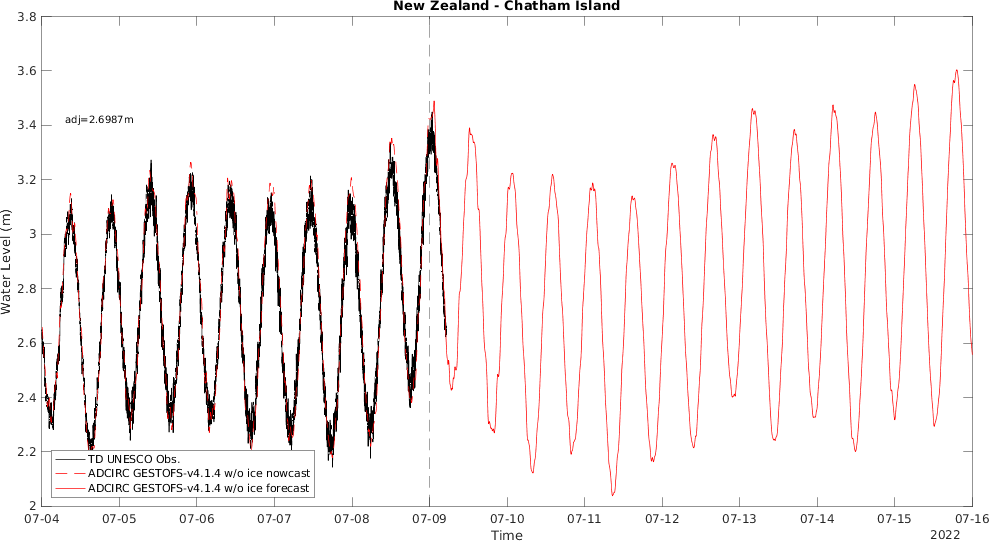 New Zealand - Chatham Island
3.8
3.6
3.4
3.2
3
2.8
2.6
2.4
2.2
2
Water Level (m)
adj=2.6987m
TD UNESCO Obs.
ADCIRC GESTOFS-v4.1.4 w/o ice nowcast
ADCIRC GESTOFS-v4.1.4 w/o ice forecast
07-04 07-05 07-06 07-07 07-08 07-09 07-10 07-11 07-12 07-13 07-14 07-15 07-16
Time
2022